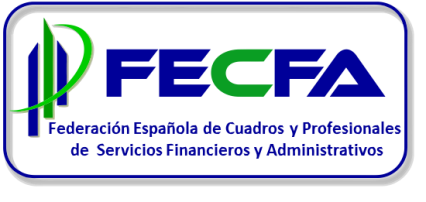 FECFA
Federación Española de Cuadros y Profesionales
de Servicios Financieros y Administrativos